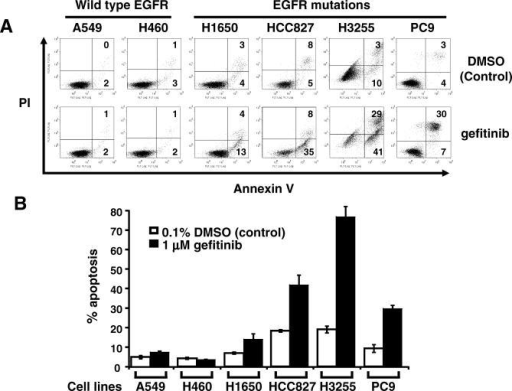 Wild type EGFR EGFR mutations
A A549 H460 H1650 HCC827 H3255 PC9
0 1 3 8 3 3
DMSO
(Control)
2 3 4 5 10 4
PI
1 1 4 8 29 30
gefitinib
2 2 13 35 41 7
Annexin V
B
80
70
60
50
40
30
20
10
0
% apoptosis
0.1% DMSO (control)
1 µM gefitinib
Cell lines A549 H460 H1650 HCC827 H3255 PC9